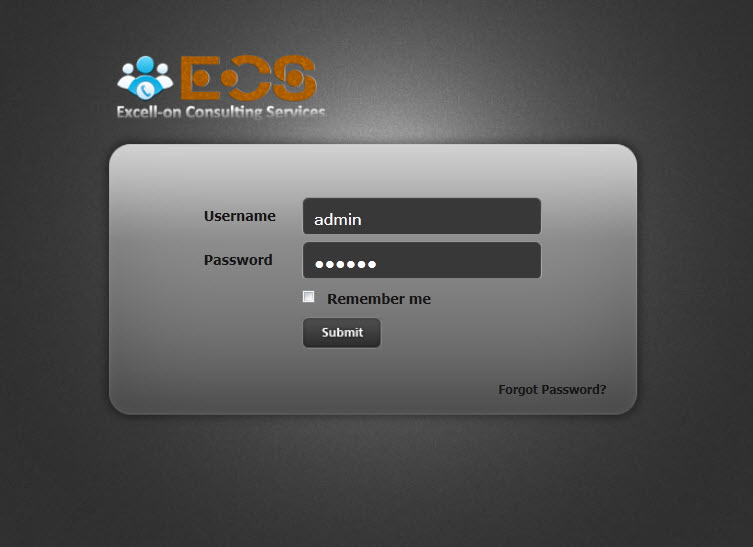 ECS
Excell-on Consulting Services
Username
admin
Password
••••••
Remember me
Submit
Forgot Password?